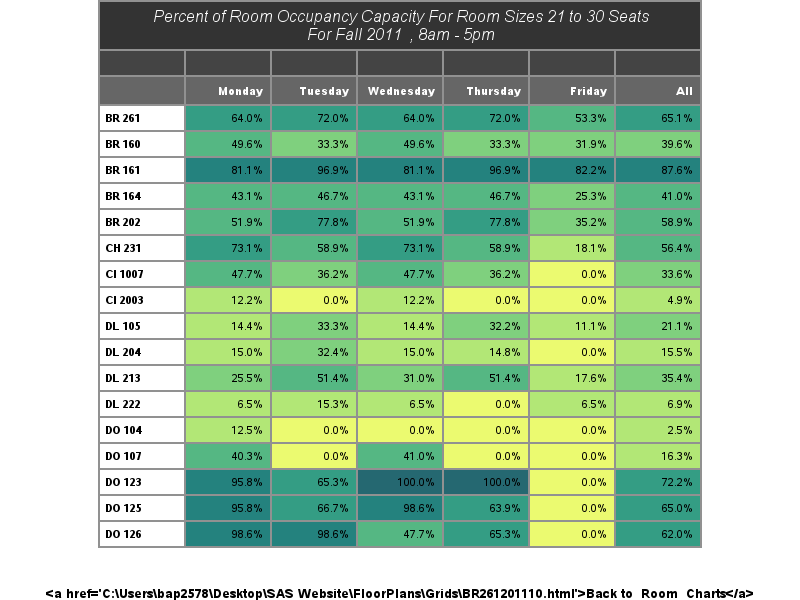 Percent of Room Occupancy Capacity For Room Sizes 21 to 30 Seats
For Fall 2011 , 8am - 5pm
Monday Tuesday Wednesday Thursday Friday All
BR 261 64.0% 72.0% 64.0% 72.0% 53.3% 65.1%
BR 160 49.6% 33.3% 49.6% 33.3% 31.9% 39.6%
BR 161 81.1% 96.9% 81.1% 96.9% 82.2% 87.6%
BR 164 43.1% 46.7% 43.1% 46.7% 25.3% 41.0%
BR 202 51.9% 77.8% 51.9% 77.8% 35.2% 58.9%
CH 231 73.1% 58.9% 73.1% 58.9% 18.1% 56.4%
CI 1007 47.7% 36.2% 47.7% 36.2% 0.0% 33.6%
CI 2003 12.2% 0.0% 12.2% 0.0% 0.0% 4.9%
DL 105 14.4% 33.3% 14.4% 32.2% 11.1% 21.1%
DL 204 15.0% 32.4% 15.0% 14.8% 0.0% 15.5%
DL 213 25.5% 51.4% 31.0% 51.4% 17.6% 35.4%
DL 222 6.5% 15.3% 6.5% 0.0% 6.5% 6.9%
DO 104 12.5% 0.0% 0.0% 0.0% 0.0% 2.5%
DO 107 40.3% 0.0% 41.0% 0.0% 0.0% 16.3%
DO 123 95.8% 65.3% 100.0% 100.0% 0.0% 72.2%
DO 125 95.8% 66.7% 98.6% 63.9% 0.0% 65.0%
DO 126 98.6% 98.6% 47.7% 65.3% 0.0% 62.0%
<a href='C:\Users\bap2578\Desktop\SAS Website\FloorPlans\Grids\BR261201110.html'>Back to Room Charts</a>